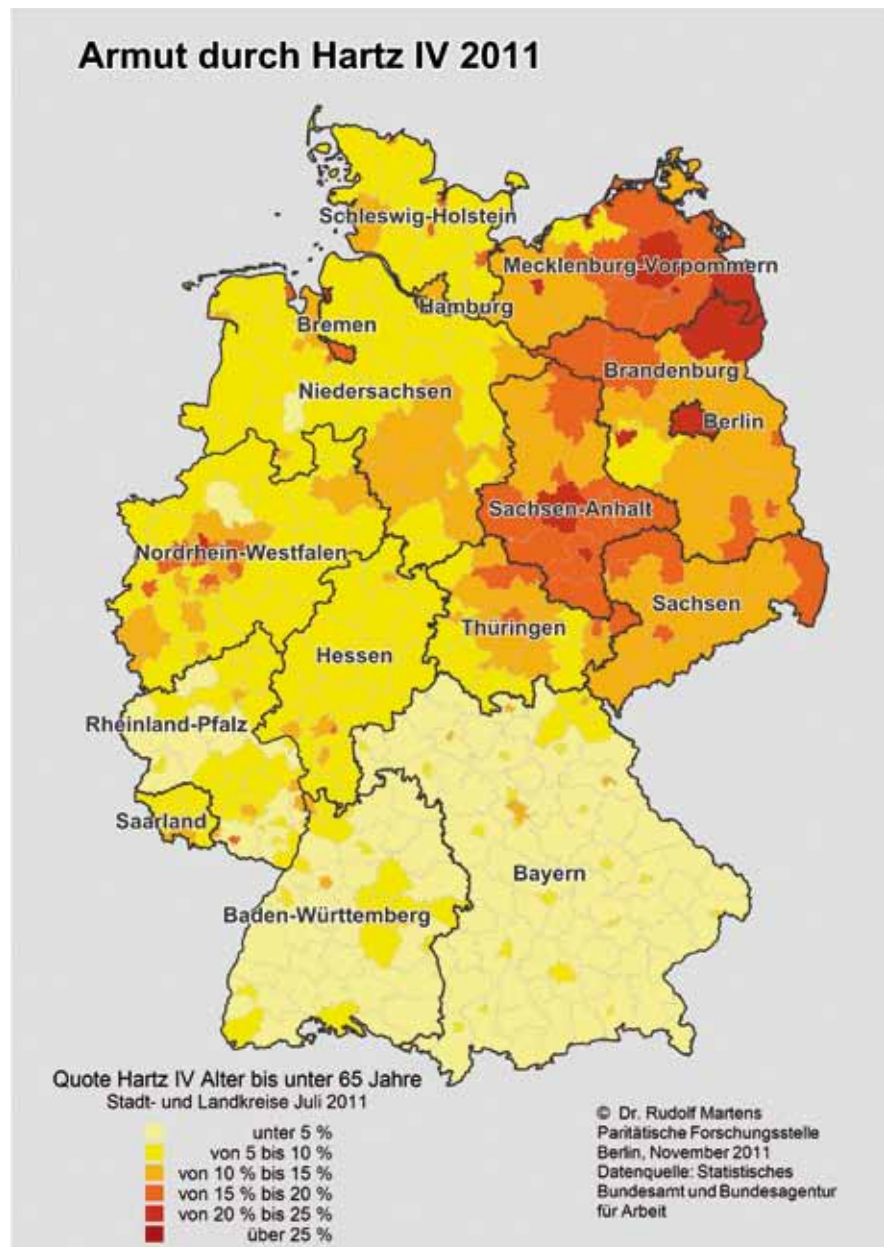 Armut durch Hartz IV 2011
Schleswig-Holstein
Mecklenburg-Vorpommern
Hamburg
Bremen
Brandenburg
Niedersachsen
Berlin
Sachsen-Anhalt
Nordrhein-Westfalen
Sachsen
Thüringen
Hessen
Rheinland-Pfalz
Saarland
Bayern
Baden-Württemberg
Quote Hartz IV Alter bis unter 65 Jahre
Stadt- und Landkreise Juli 2011
unter 5 %
von 5 bis 10 %
von 10 % bis 15 %
von 15 % bis 20 %
von 20 % bis 25 %
über 25 %
© Dr. Rudolf Martens
Paritätische Forschungsstelle
Berlin, November 2011
Datenquelle: Statistisches
Bundesamt und Bundesagentur
für Arbeit